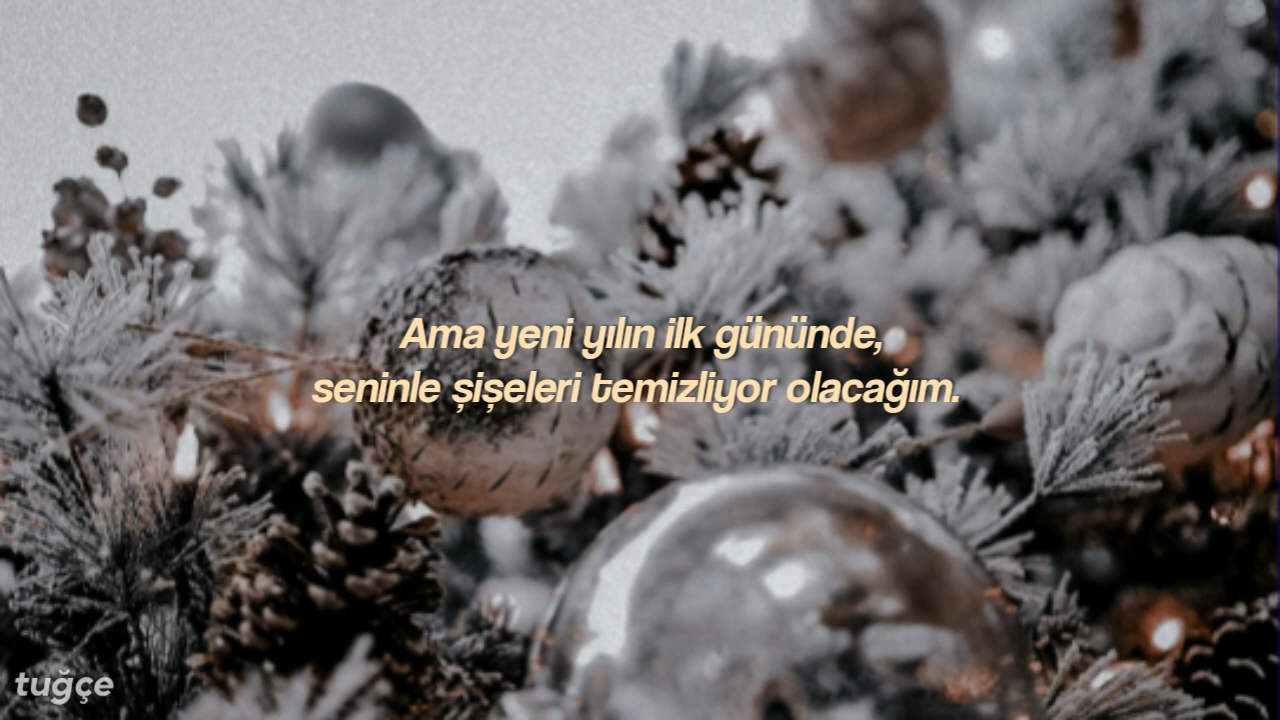 Ama yeni yılın ilk gününde,
seninle şişeleri temizliyor olacağım.
tuğçe